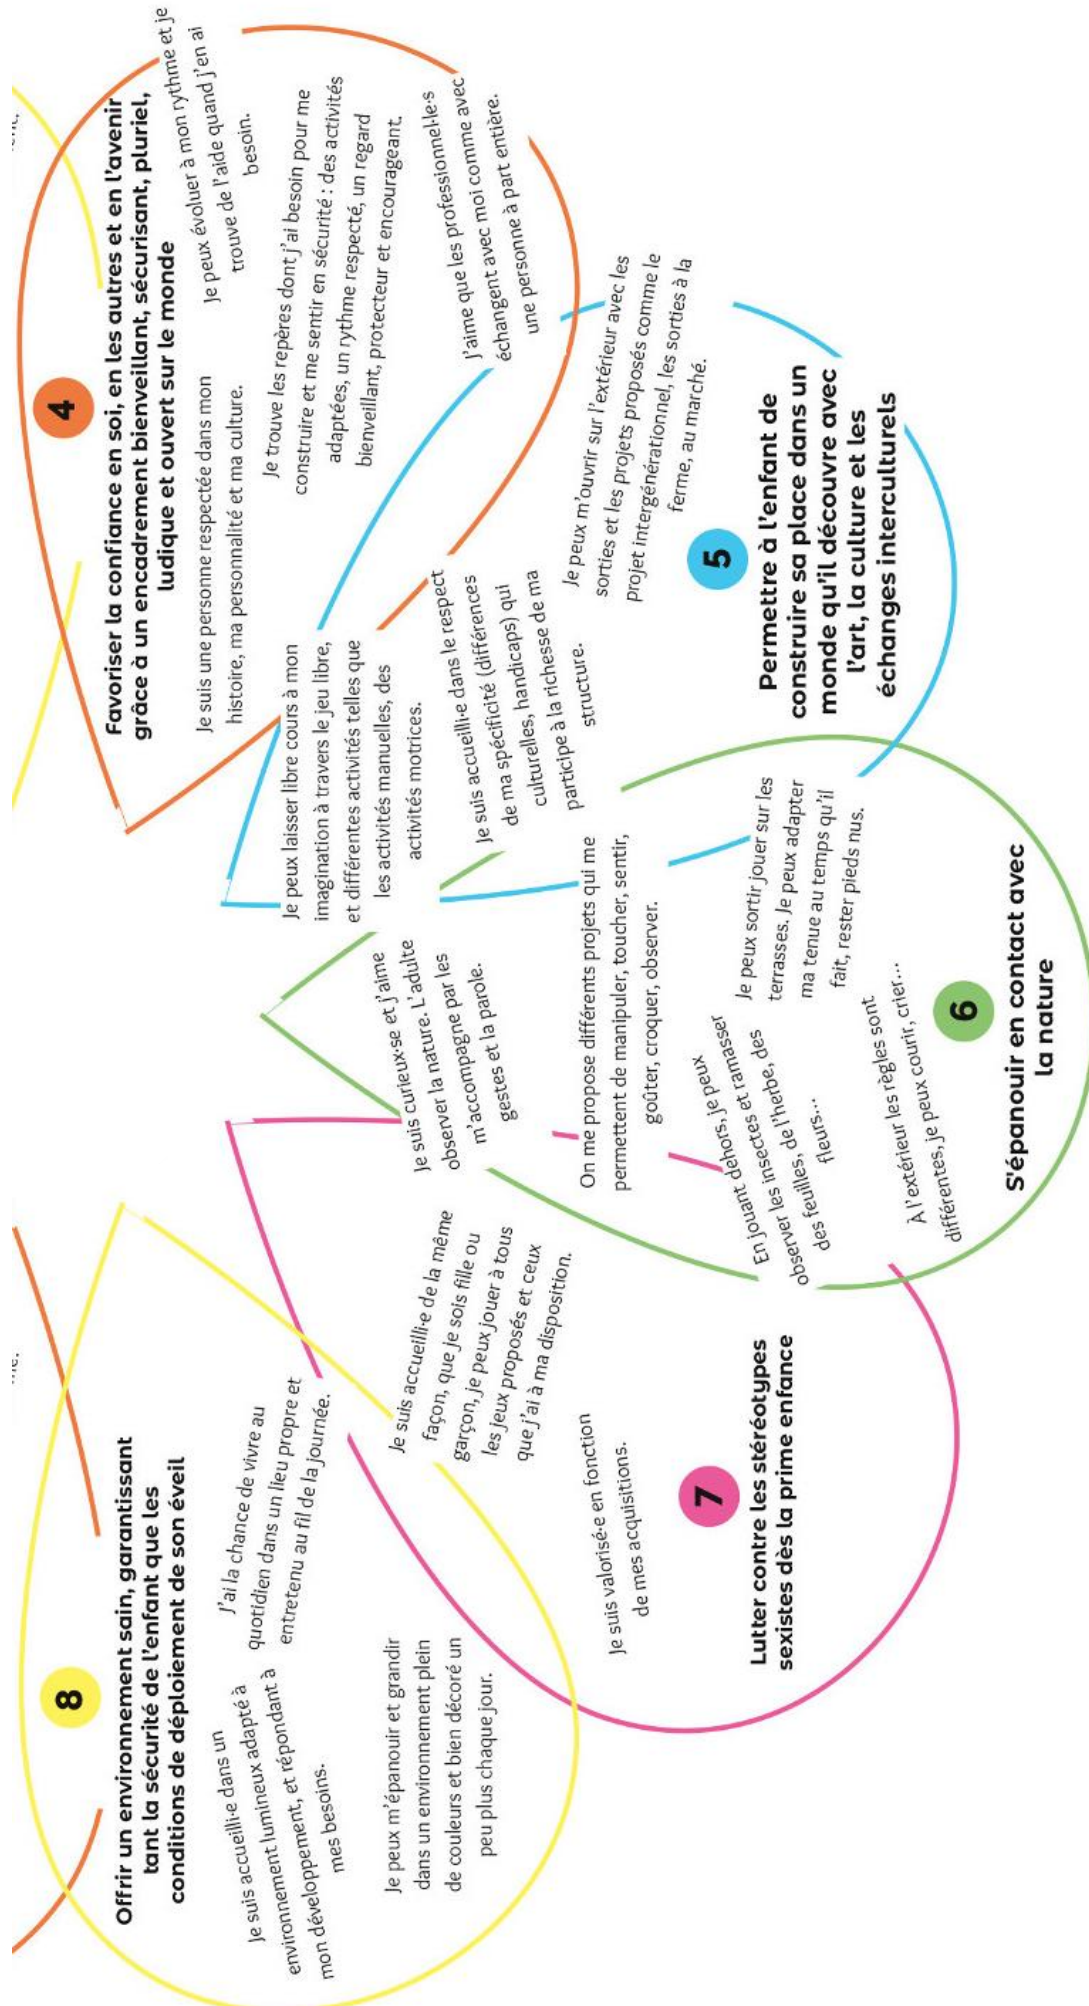 4
Favoriser la confiance en soi, en les autres et en l'avenir
grâce à un encadrement bienveillant, sécurisant, pluriel,
ludique et ouvert sur le monde
Je suis une personne respectée dans mon
histoire, ma personnalité et ma culture.
Je peux évoluer à mon rythme et je
trouve de l'aide quand j'en ai
besoin.
Je trouve les repères dont j'ai besoin pour me
construire et me sentir en sécurité : des activités
adaptées, un rythme respecté, un regard
bienveillant, protecteur et encourageant.
J'aime que les professionnel·le·s
échangent avec moi comme avec
une personne à part entière.
5
Permettre à l'enfant de
construire sa place dans un
monde qu'il découvre avec
l'art, la culture et les
échanges interculturels
Je peux laisser libre cours à mon
imagination à travers le jeu libre,
et différentes activités telles que
les activités manuelles, des
activités motrices.
Je suis accueilli·e dans le respect
de ma spécificité (différences
culturelles, handicaps) qui
participe à la richesse de ma
structure.
Je peux m'ouvrir sur l'extérieur avec les
sorties et les projets proposés comme le
projet intergénérationnel, les sorties à la
ferme, au marché.
6
S'épanouir en contact avec
la nature
Je suis curieux·se et j'aime
observer la nature. L'adulte
m'accompagne par les
gestes et la parole.
On me propose différents projets qui me
permettent de manipuler, toucher, sentir,
goûter, croquer, observer.
En jouant dehors, je peux
observer les insectes et ramasser
des feuilles, de l'herbe, des
fleurs...
Je peux sortir jouer sur les
terrasses. Je peux adapter
ma tenue au temps qu'il
fait, rester pieds nus.
À l'extérieur les règles sont
différentes, je peux courir, crier...
7
Lutter contre les stéréotypes
sexistes dès la prime enfance
Je suis accueilli·e de la même
façon, que je sois fille ou
garçon, je peux jouer à tous
les jeux proposés et ceux
que j'ai à ma disposition.
Je suis valorisé·e en fonction
de mes acquisitions.
8
Offrir un environnement sain, garantissant
tant la sécurité de l'enfant que les
conditions de déploiement de son éveil
Je suis accueilli·e dans un
environnement lumineux adapté à
mon développement, et répondant à
mes besoins.
J'ai la chance de vivre au
quotidien dans un lieu propre et
entretenu au fil de la journée.
Je peux m'épanouir et grandir
dans un environnement plein
de couleurs et bien décoré un
peu plus chaque jour.